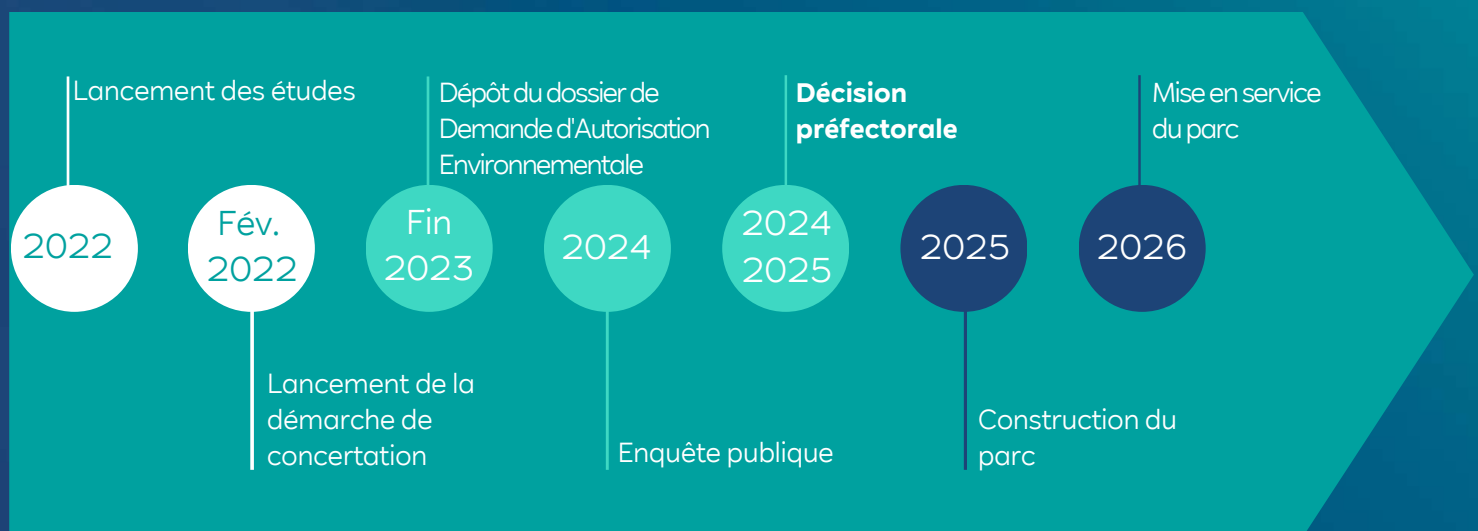 Lancement des études
2022
Fév.
2022
Lancement de la
démarche de
concertation
Dépôt du dossier de
Demande d'Autorisation
Environnementale
Fin
2023
2024
Enquête publique
Décision
préfectorale
2024
2025
2025
Construction du
parc
Mise en service
du parc
2026